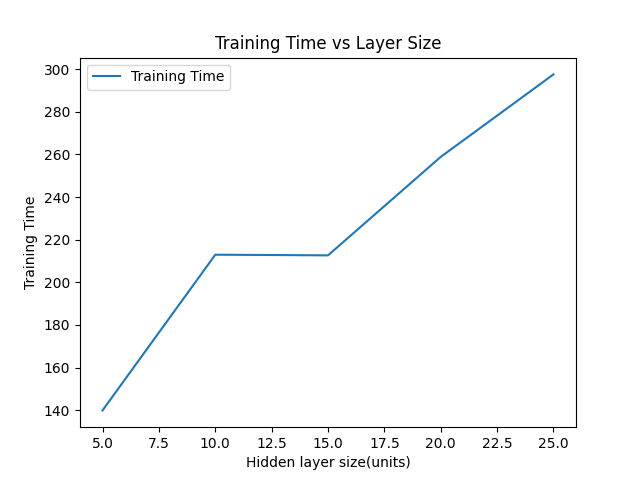 Training Time vs Layer Size
Training Time
300
280
260
240
220
200
180
160
140
Training Time
5.0 7.5 10.0 12.5 15.0 17.5 20.0 22.5 25.0
Hidden layer size(units)